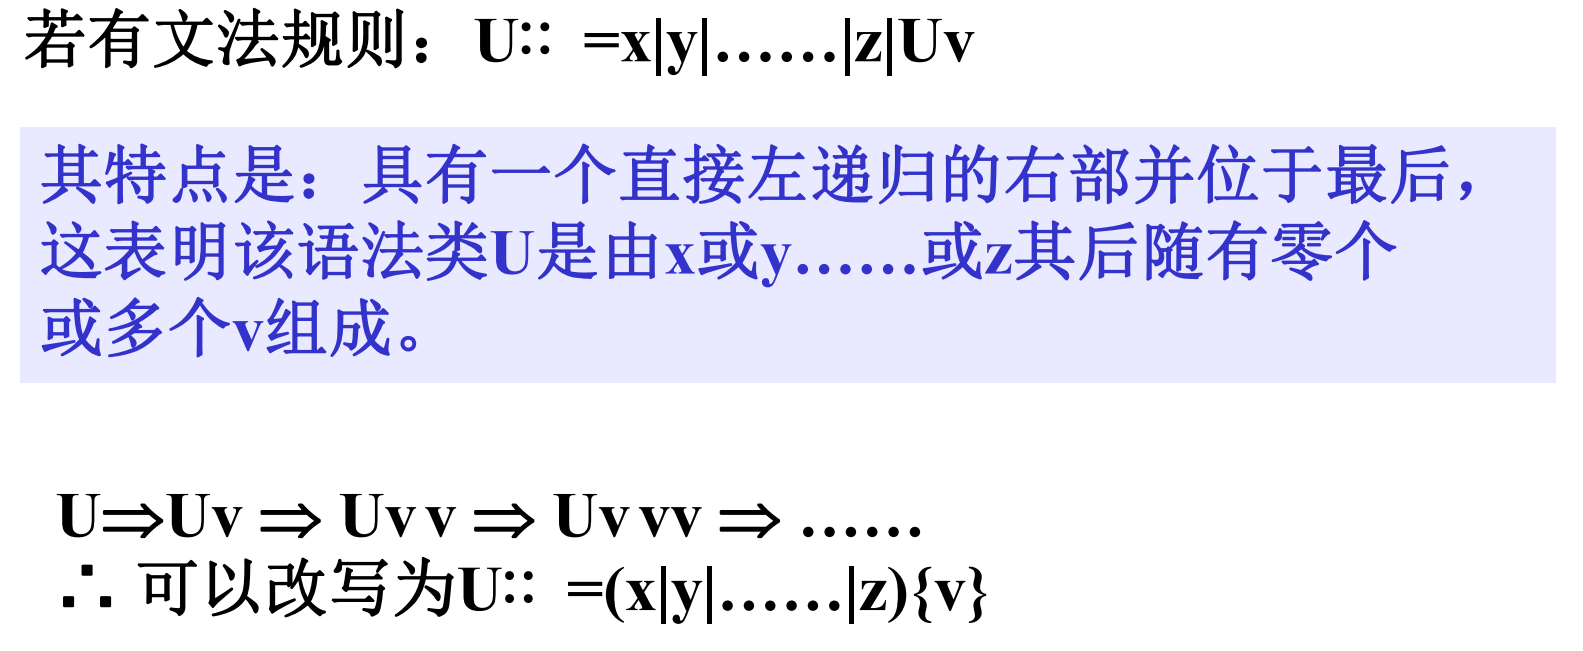 若有文法规则：U∷ =x|y|……|z|Uv
其特点是：具有一个直接左递归的右部并位于最后，
这表明该语法类U是由x或y……或z其后随有零个
或多个v组成。
U⇒Uv ⇒ Uv v ⇒ Uv vv ⇒ ……
∴ 可以改写为U∷ =(x|y|……|z){v}